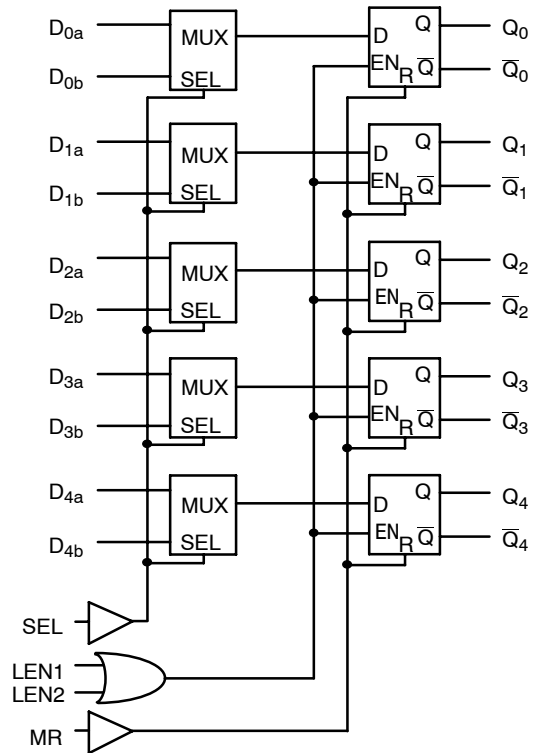 D0a MUX Q Q0
D
D0b SEL EN R Q̅ Q̅0
D1a MUX Q Q1
D
D1b SEL EN R Q̅ Q̅1
D2a MUX Q Q2
D
D2b SEL EN R Q̅ Q̅2
D3a MUX Q Q3
D
D3b SEL EN R Q̅ Q̅3
D4a MUX Q Q4
D
D4b SEL EN R Q̅ Q̅4
SEL
LEN1
LEN2
MR